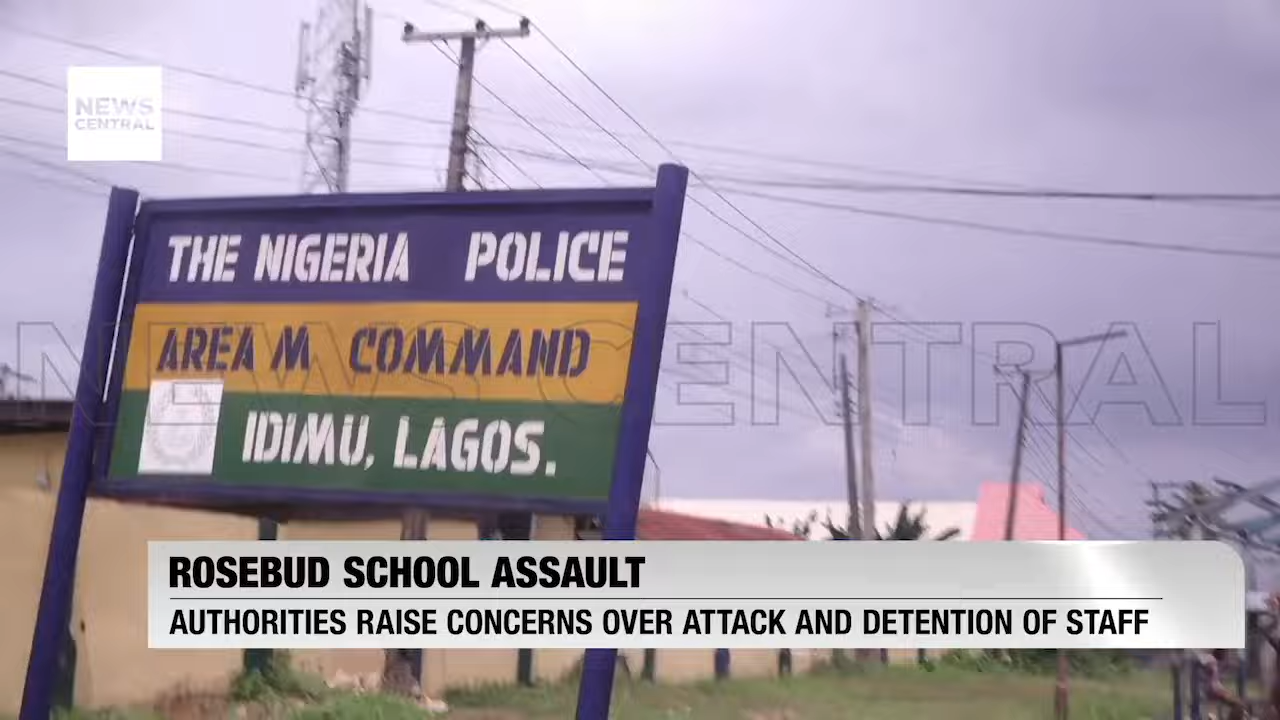 NEWS
CENTRAL
THE NIGERIA POLICE
AREA M COMMAND
IDIMU, LAGOS.
NEWS CENTRAL
ROSEBUD SCHOOL ASSAULT
AUTHORITIES RAISE CONCERNS OVER ATTACK AND DETENTION OF STAFF